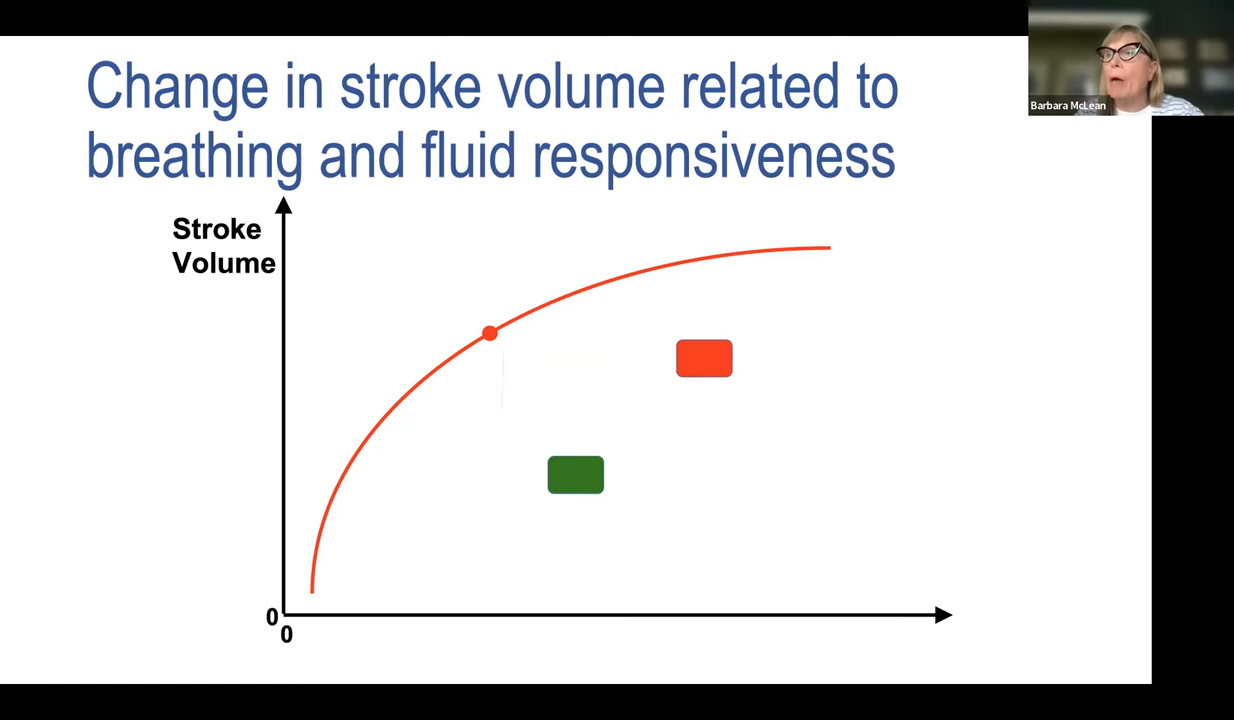 Change in stroke volume related to
breathing and fluid responsiveness
Barbara McLean
Stroke
Volume
0
0